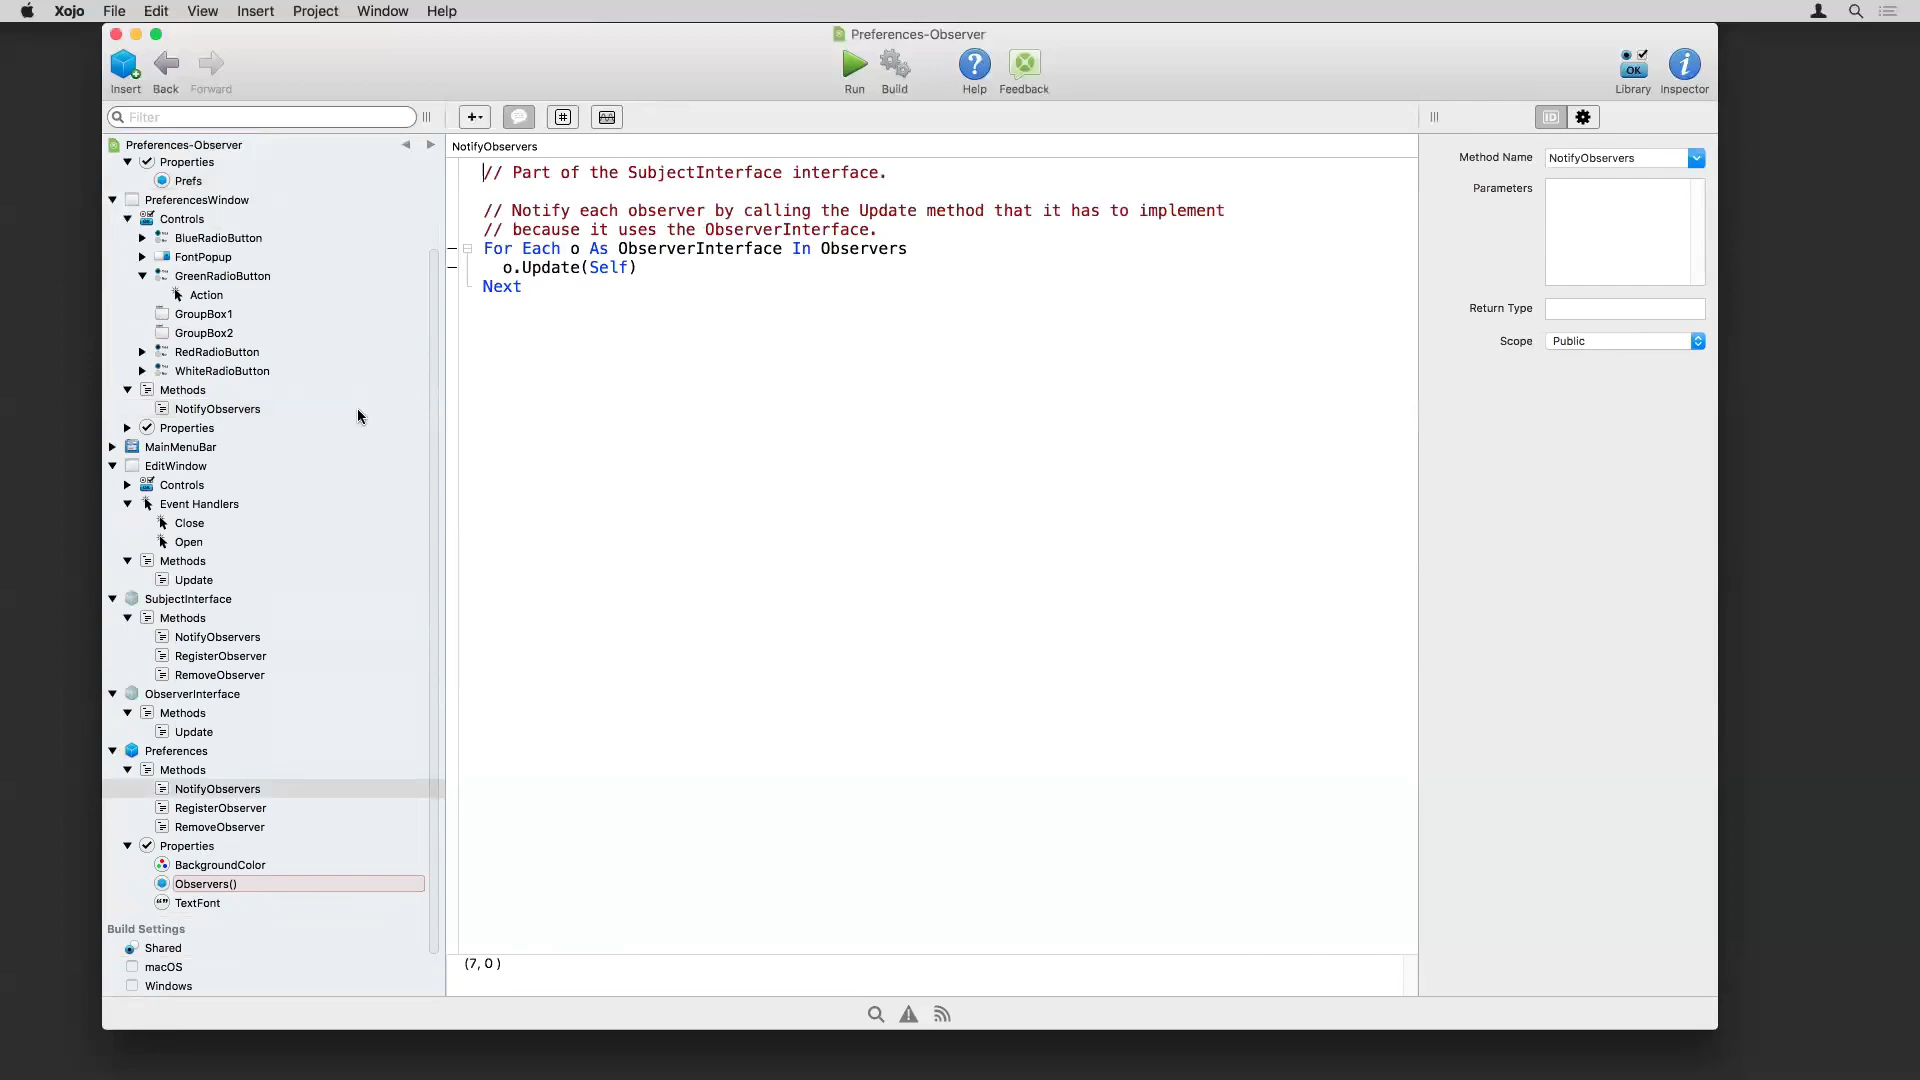 Xojo File Edit View Insert Project Window Help
Preferences-Observer
Insert Back Forward Run Build Help Feedback Library Inspector
OK
Filter
ID
Preferences-Observer
Properties
Prefs
PreferencesWindow
Controls
BlueRadioButton
FontPopup
GreenRadioButton
Action
GroupBox1
GroupBox2
RedRadioButton
WhiteRadioButton
Methods
NotifyObservers
Properties
MainMenuBar
EditWindow
Controls
Event Handlers
Close
Open
Methods
Update
SubjectInterface
Methods
NotifyObservers
RegisterObserver
RemoveObserver
ObserverInterface
Methods
Update
Preferences
Methods
NotifyObservers
RegisterObserver
RemoveObserver
Properties
BackgroundColor
Observers()
TextFont
Build Settings
Shared
macOS
Windows
NotifyObservers
// Part of the SubjectInterface interface.
// Notify each observer by calling the Update method that it has to implement
// because it uses the ObserverInterface.
For Each o As ObserverInterface In Observers
o.Update(Self)
Next
(7, 0 )
Method Name NotifyObservers
Parameters
Return Type
Scope Public